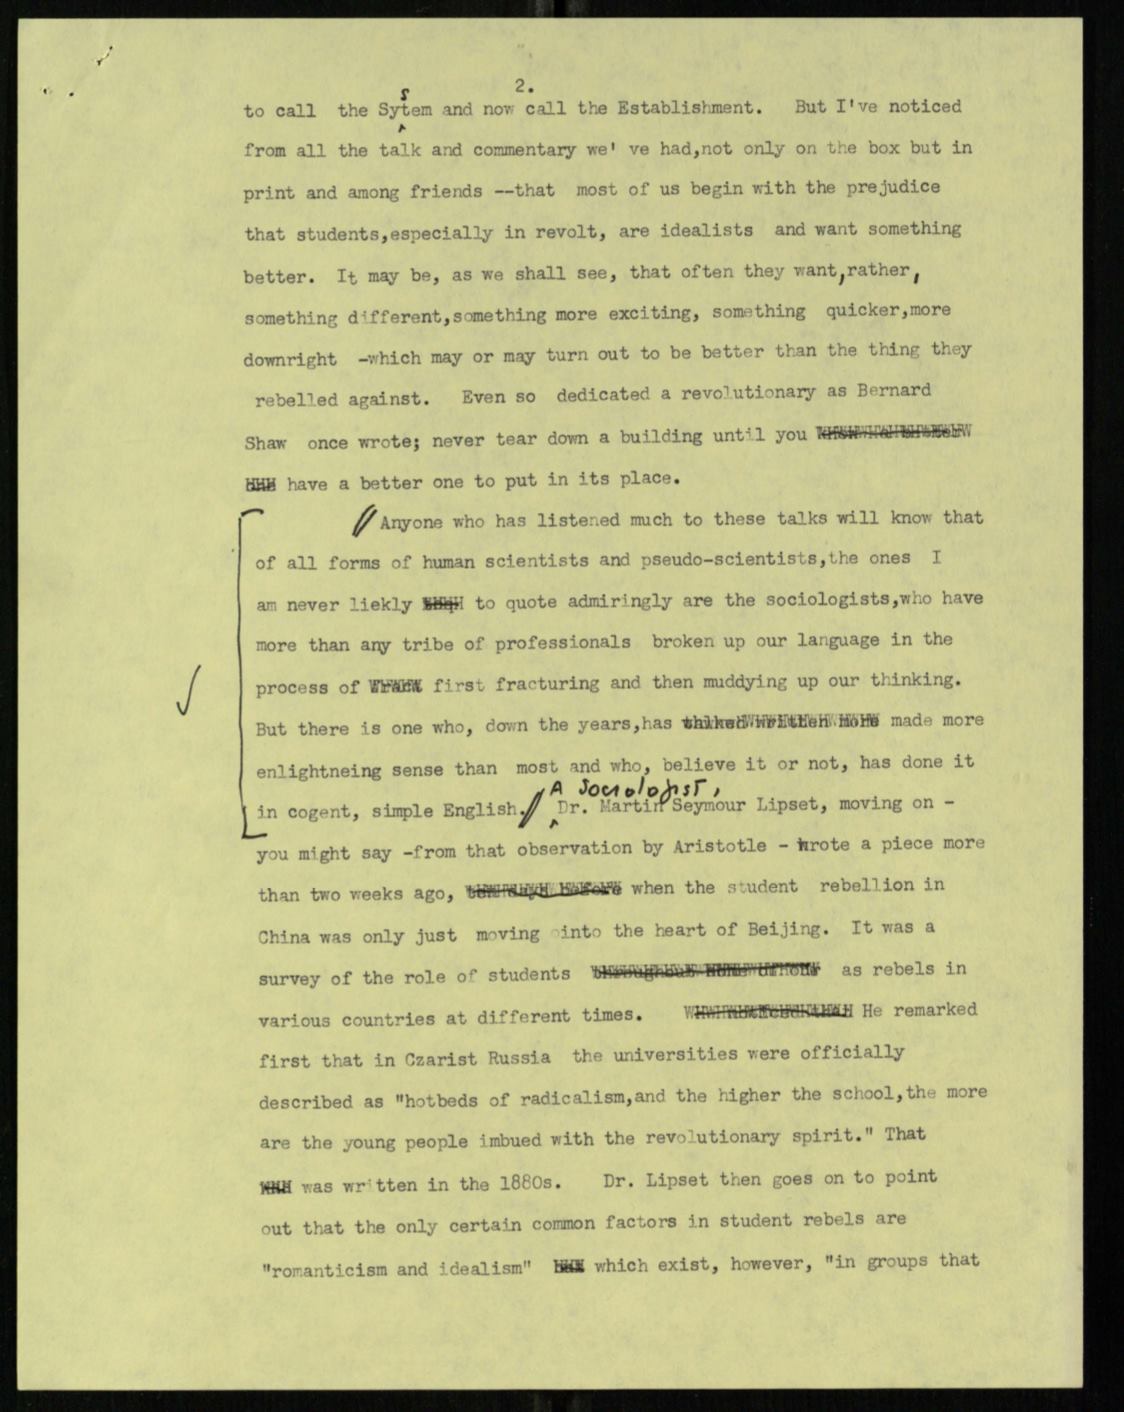 2.
to call the System and now call the Establishment. But I've noticed
from all the talk and commentary we' ve had,not only on the box but in
print and among friends --that most of us begin with the prejudice
that students,especially in revolt, are idealists and want something
better. It may be, as we shall see, that often they want,rather,
something different,something more exciting, something quicker,more
downright -which may or may turn out to be better than the thing they
rebelled against. Even so dedicated a revolutionary as Bernard
Shaw once wrote; never tear down a building until you
have a better one to put in its place.
// Anyone who has listened much to these talks will know that
of all forms of human scientists and pseudo-scientists,the ones I
am never liekly to quote admiringly are the sociologists,who have
more than any tribe of professionals broken up our language in the
process of first fracturing and then muddying up our thinking.
But there is one who, down the years,has made more
enlightneing sense than most and who, believe it or not, has done it
in cogent, simple English.// A Sociologist, Dr. Martin Seymour Lipset, moving on -
you might say -from that observation by Aristotle - wrote a piece more
than two weeks ago, when the student rebellion in
China was only just moving into the heart of Beijing. It was a
survey of the role of students as rebels in
various countries at different times. He remarked
first that in Czarist Russia the universities were officially
described as "hotbeds of radicalism,and the higher the school,the more
are the young people imbued with the revolutionary spirit." That
was written in the 1880s. Dr. Lipset then goes on to point
out that the only certain common factors in student rebels are
"romanticism and idealism" which exist, however, "in groups that